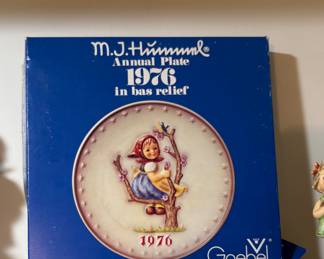 M.J.Hummel®
Annual Plate
1976
in bas relief
1976
Goebel